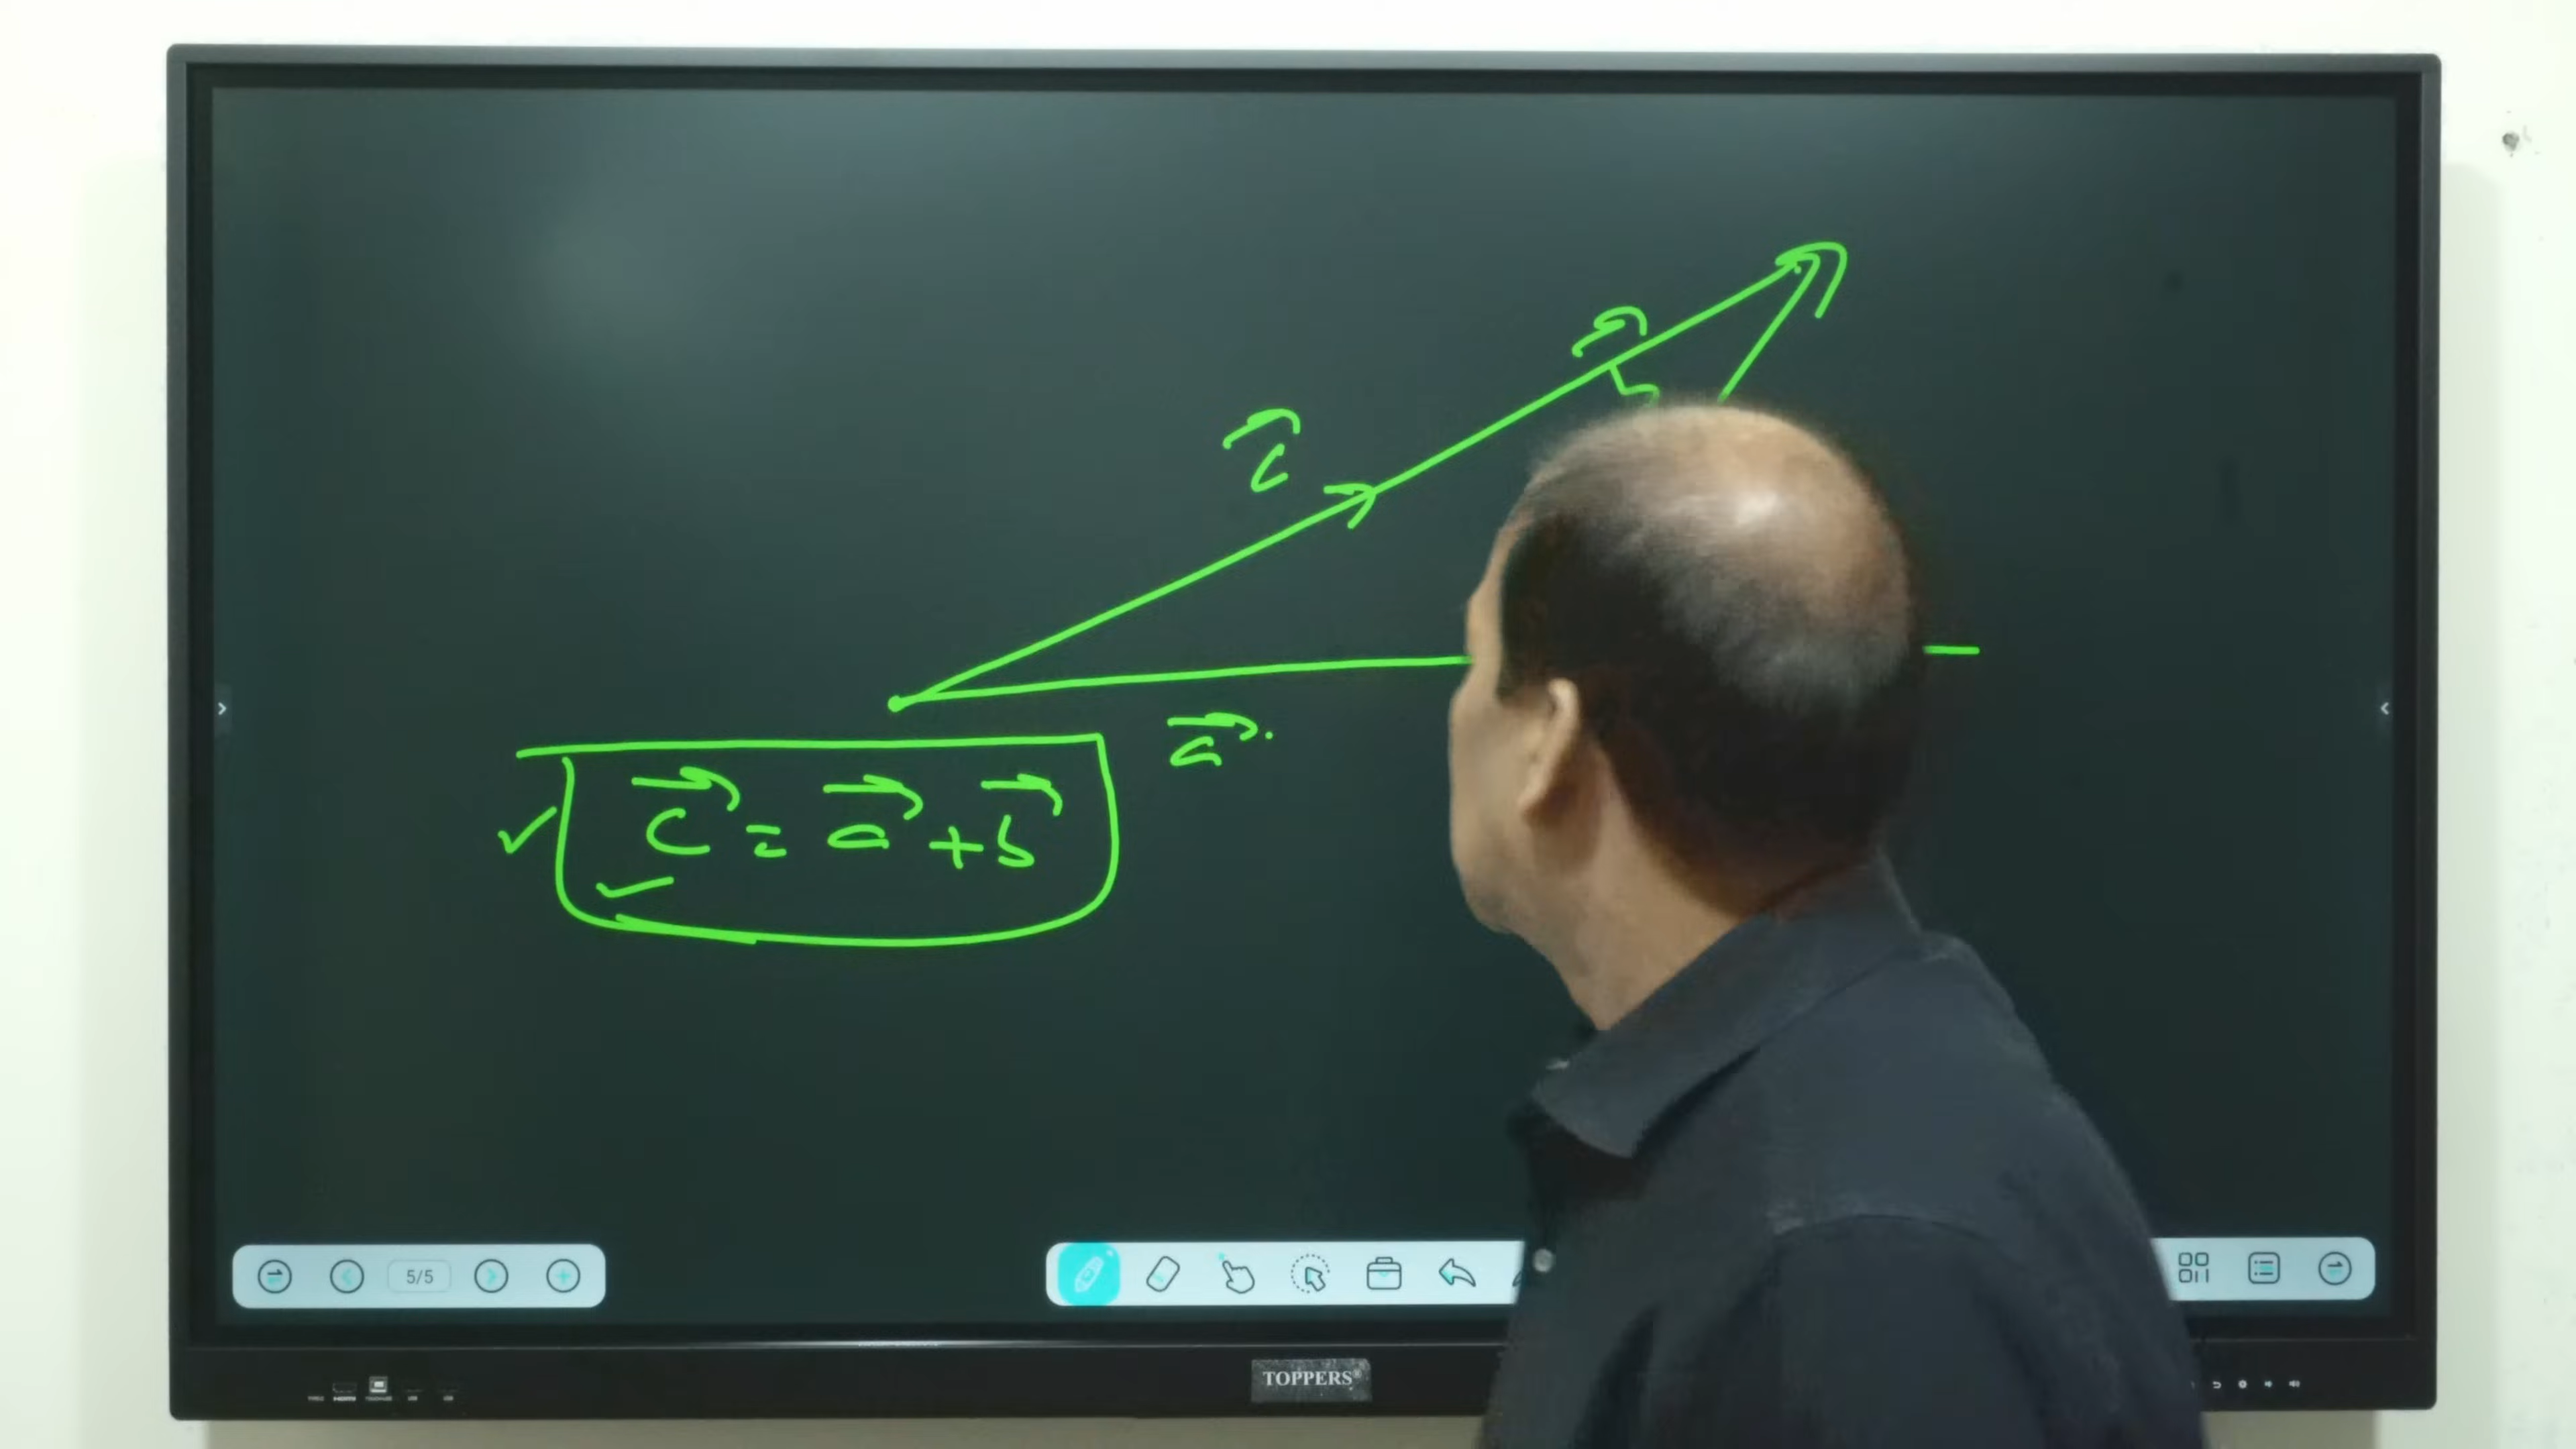 c⃗
a⃗.
c⃗ = a⃗ + b⃗
5/5
TOPPERS®